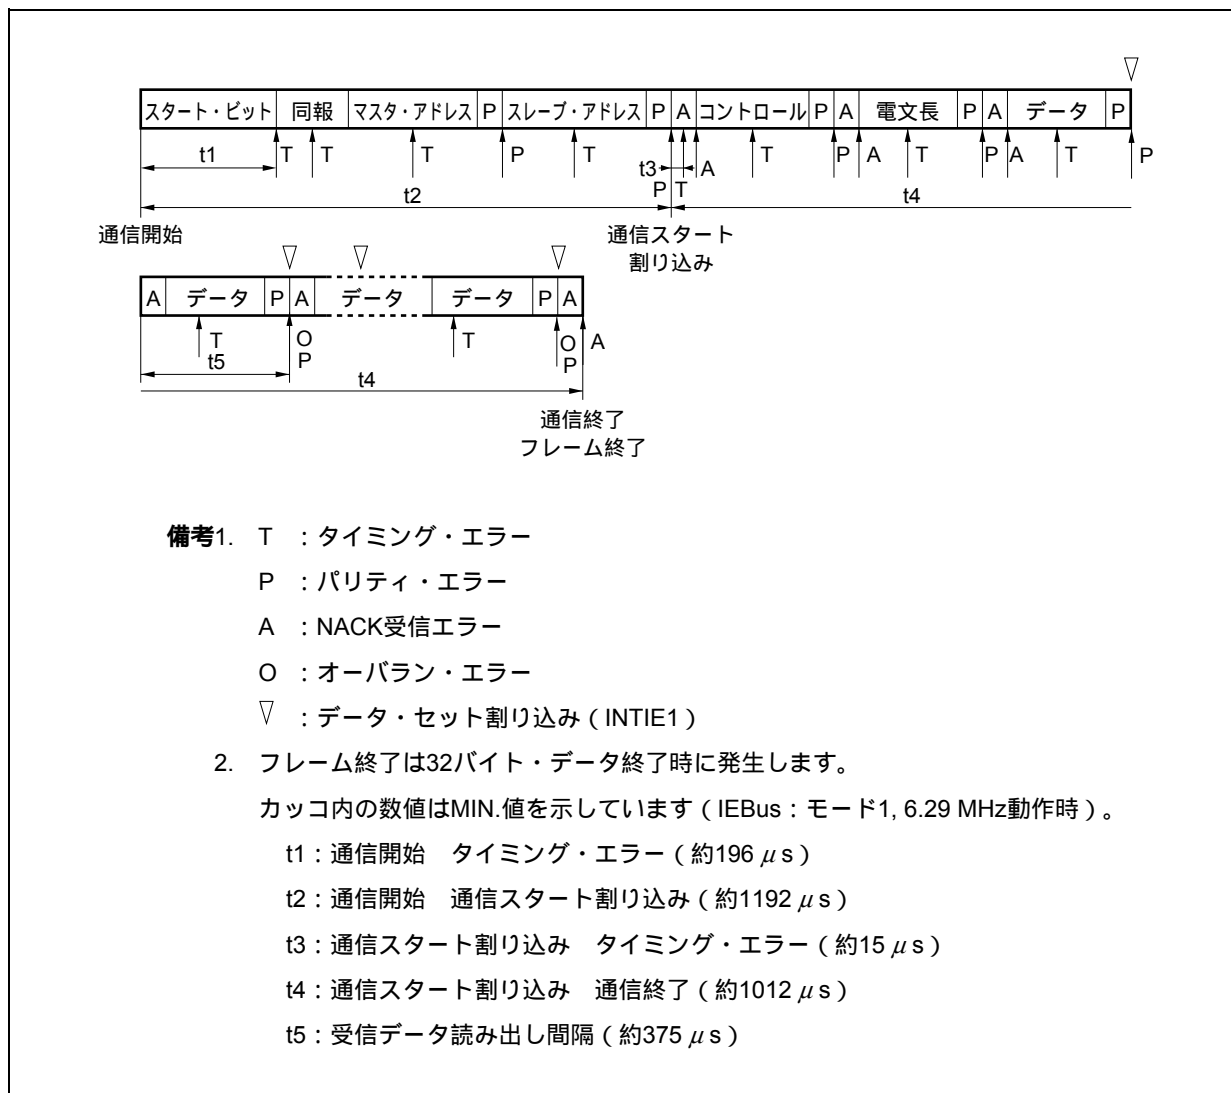 スタート・ビット 同報 マスタ・アドレス P スレーブ・アドレス P A コントロール P A 電文長 P A データ P
t1 T T T P T t3 A T P A T P A T P
P T
t2 t4
通信開始 通信スタート
割り込み
A データ P A データ データ P A
T O T O A
t5 P P
t4
通信終了
フレーム終了
備考1. T :タイミング・エラー
P :パリティ・エラー
A :NACK受信エラー
O :オーバラン・エラー
▽ :データ・セット割り込み(INTIE1)
2. フレーム終了は32バイト・データ終了時に発生します。
カッコ内の数値はMIN.値を示しています(IEBus:モード1, 6.29 MHz動作時)。
t1:通信開始 タイミング・エラー(約196 μs)
t2:通信開始 通信スタート割り込み(約1192 μs)
t3:通信スタート割り込み タイミング・エラー(約15 μs)
t4:通信スタート割り込み 通信終了(約1012 μs)
t5:受信データ読み出し間隔(約375 μs)